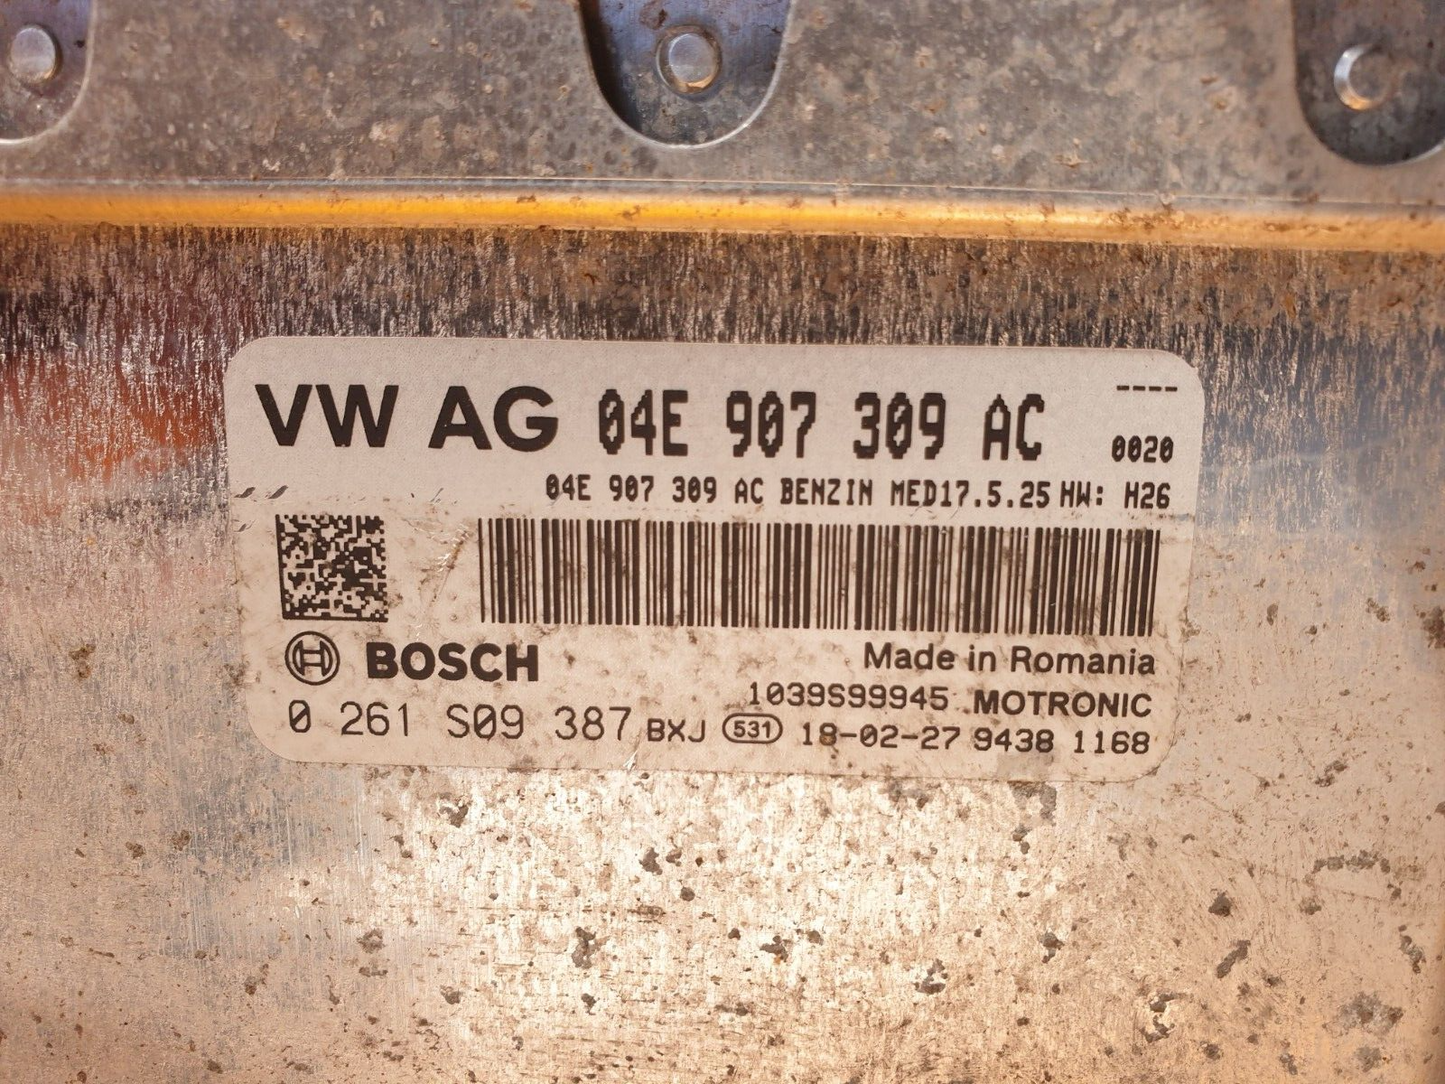 VW AG 04E 907 309 AC ----
0020
04E 907 309 AC BENZIN MED17.5.25 HW: H26
BOSCH Made in Romania
1039S99945 MOTRONIC
0 261 S09 387 BXJ 531 18-02-27 9438 1168